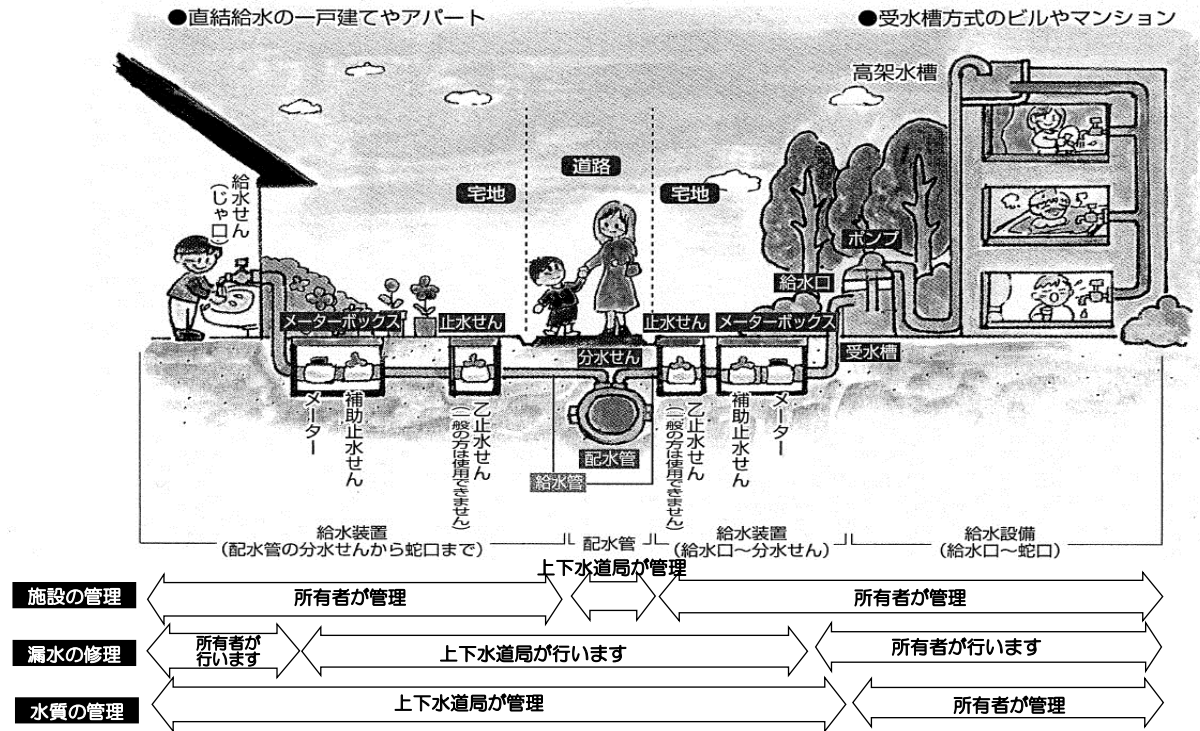 ●直結給水の一戸建てやアパート
●受水槽方式のビルやマンション
高架水槽
道路
宅地
宅地
給水せん
(じゃ口)
ポンプ
給水口
メーターボックス
止水せん
分水せん
止水せん
メーターボックス
受水槽
メーター
補助止水せん
乙止水せん
(一般の方は使用できません)
配水管
給水管
乙止水せん
(一般の方は使用できません)
補助止水せん
メーター
給水装置
(配水管の分水せんから蛇口まで)
配水管
給水装置
(給水口~分水せん)
給水設備
(給水口~蛇口)
上下水道局が管理
施設の管理
所有者が管理
所有者が管理
漏水の修理
所有者が
行います
上下水道局が行います
所有者が行います
水質の管理
上下水道局が管理
所有者が管理